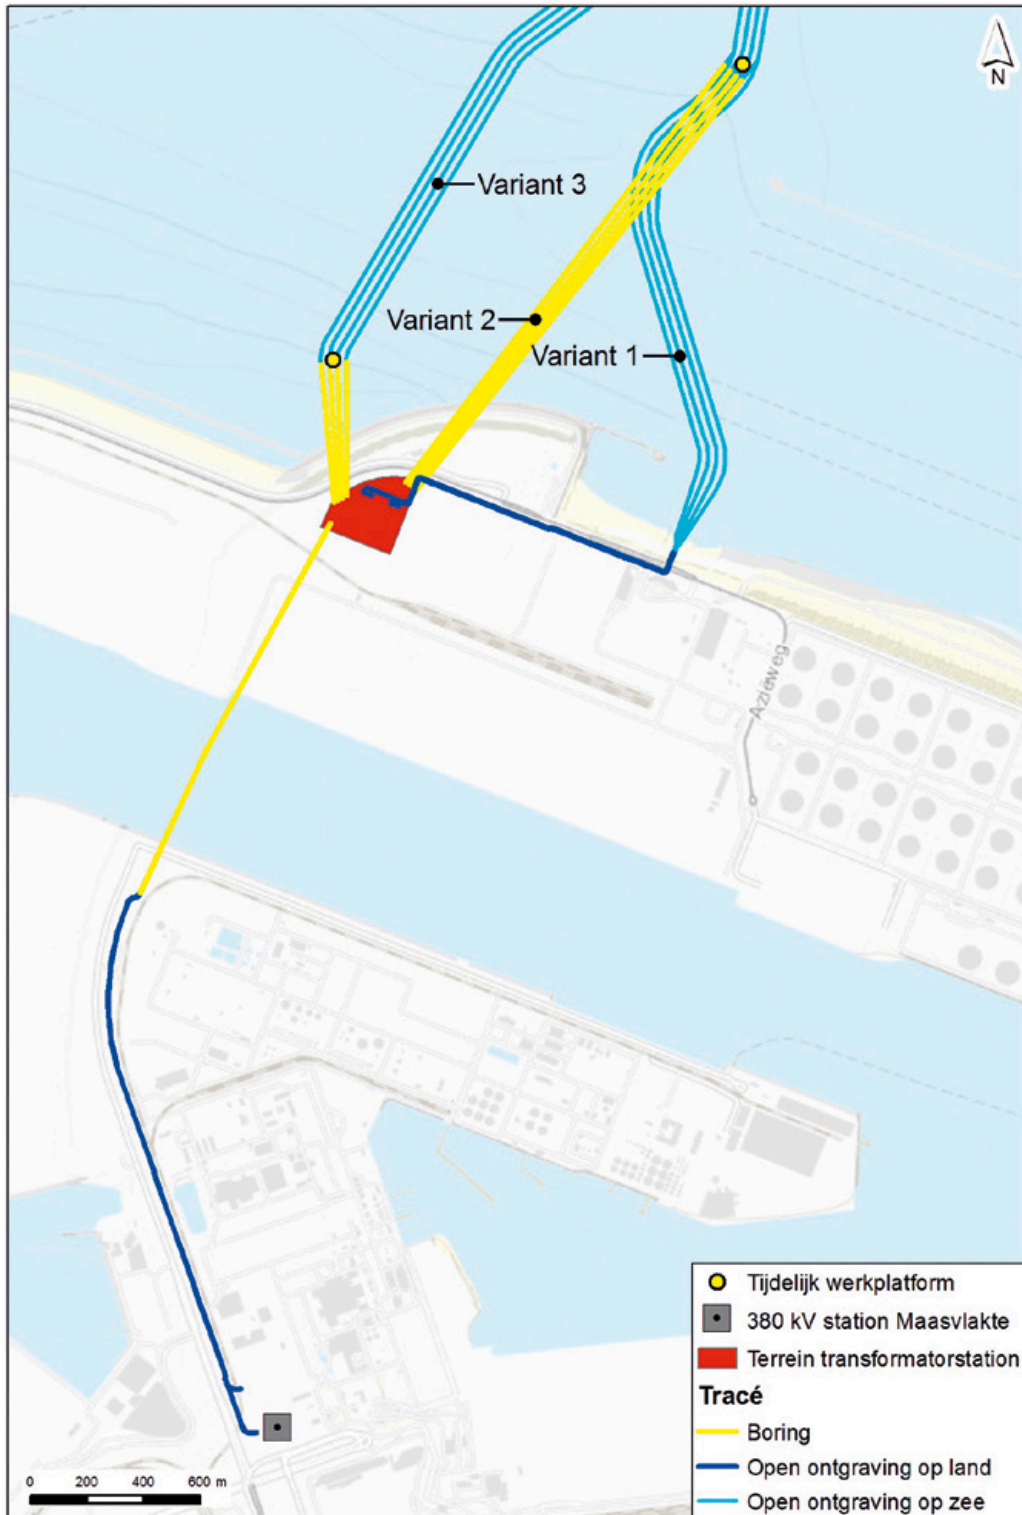 N
Variant 3
Variant 2
Variant 1
Azieweg
Tijdelijk werkplatform
380 kV station Maasvlakte
Terrein transformatorstation
Tracé
Boring
Open ontgraving op land
Open ontgraving op zee
0 200 400 600 m